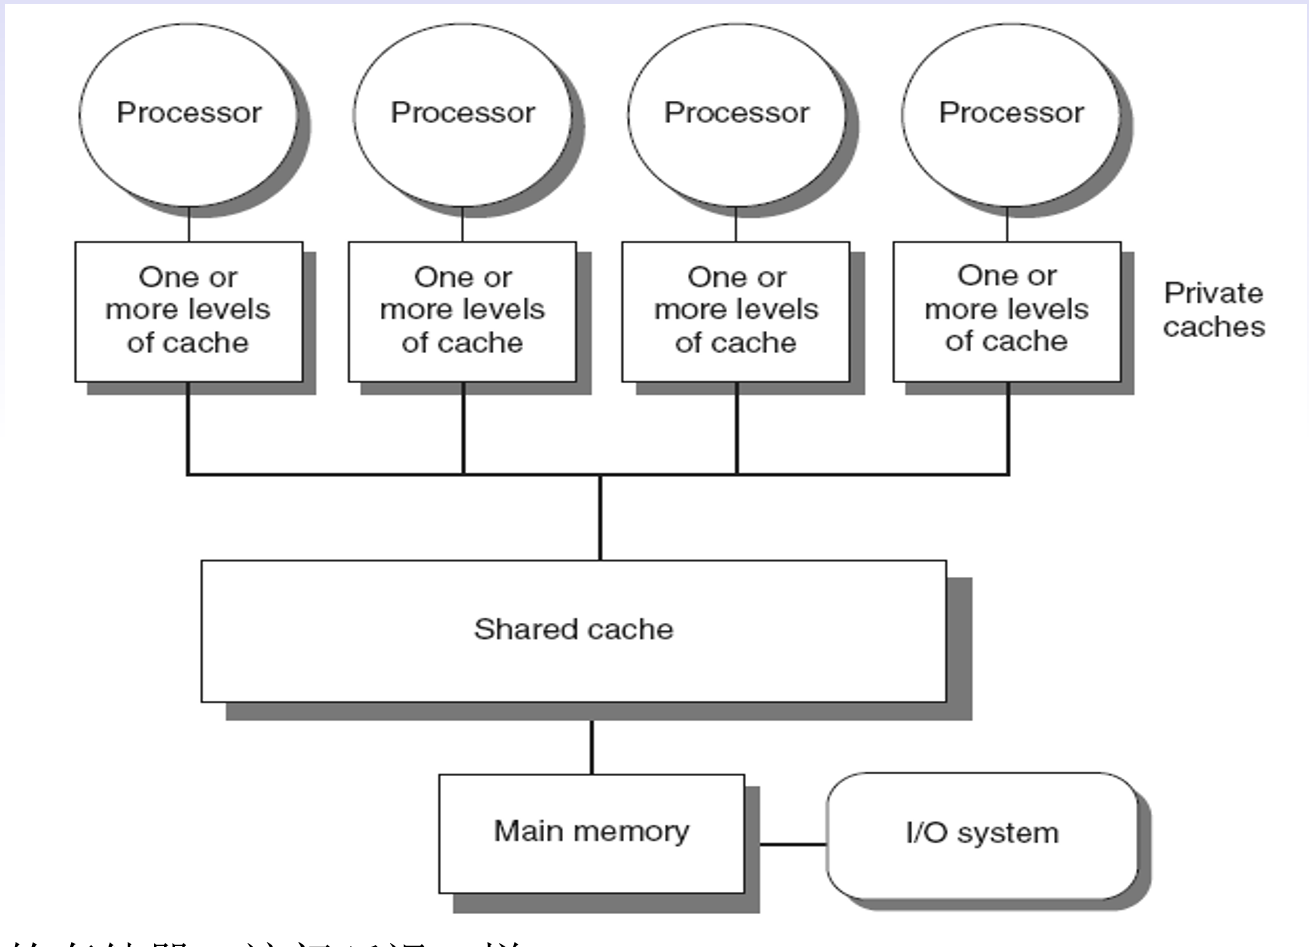 Processor
Processor
Processor
Processor
One or
more levels
of cache
One or
more levels
of cache
One or
more levels
of cache
One or
more levels
of cache
Private
caches
Shared cache
Main memory
I/O system